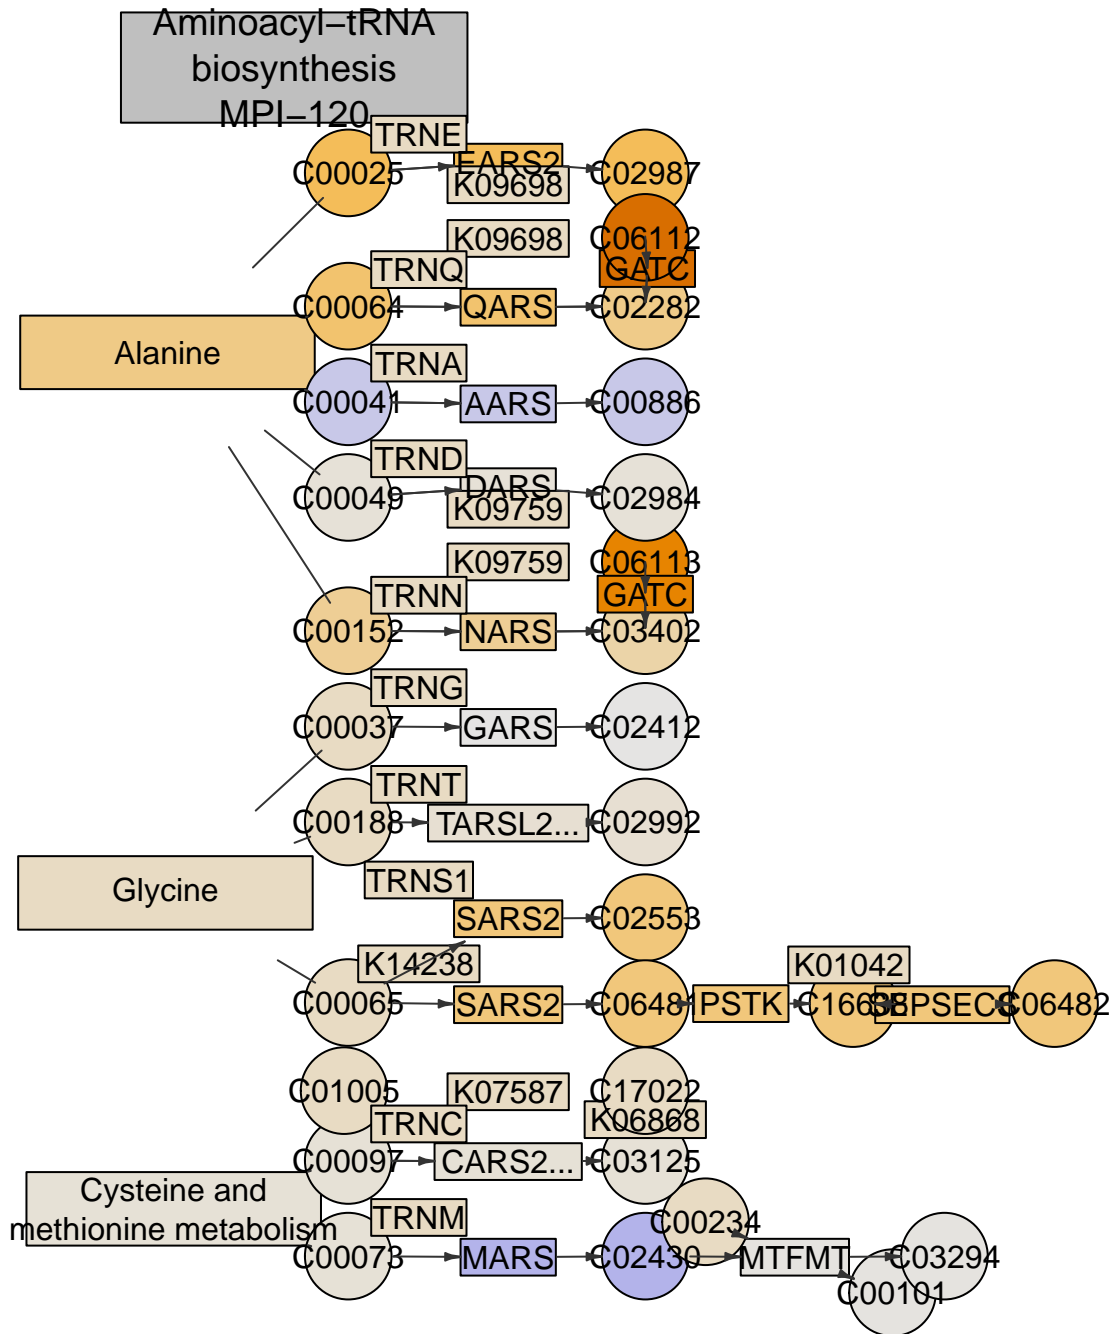 Aminoacyl−tRNA
biosynthesis
MPI−120
TRNE
C00025
EARS2
C02987
K09698
K09698
C06112
TRNQ
GATC
C00064
QARS
C02282
Alanine
TRNA
C00041
AARS
C00886
TRND
DARS
C00049
C02984
K09759
K09759
C06113
TRNN
GATC
C00152
NARS
C03402
TRNG
C00037
GARS
C02412
TRNT
C00188
TARSL2...
C02992
Glycine
TRNS1
SARS2
C02553
K14238
K01042
C00065
SARS2
C06481
PSTK
C16638
SEPSECS
C06482
C01005
K07587
C17022
TRNC
K06868
C00097
CARS2...
C03125
Cysteine and
methionine metabolism
TRNM
C00234
C00073
MARS
C02430
MTFMT
C03294
C00101